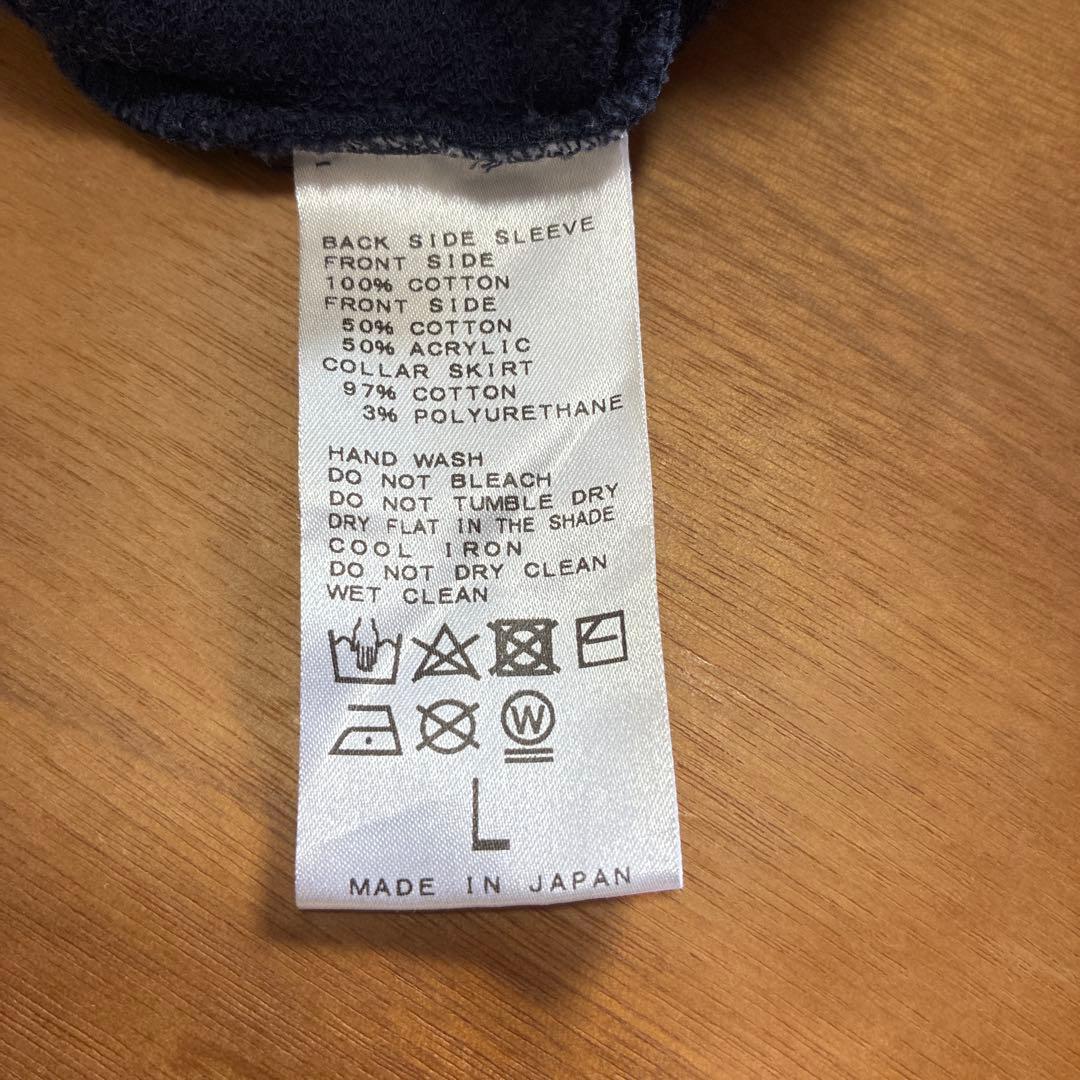 BACK SIDE SLEEVE
FRONT SIDE
100% COTTON
FRONT SIDE
50% COTTON
50% ACRYLIC
COLLAR SKIRT
97% COTTON
3% POLYURETHANE
HAND WASH
DO NOT BLEACH
DO NOT TUMBLE DRY
DRY FLAT IN THE SHADE
COOL IRON
DO NOT DRY CLEAN
WET CLEAN
W
L
MADE IN JAPAN